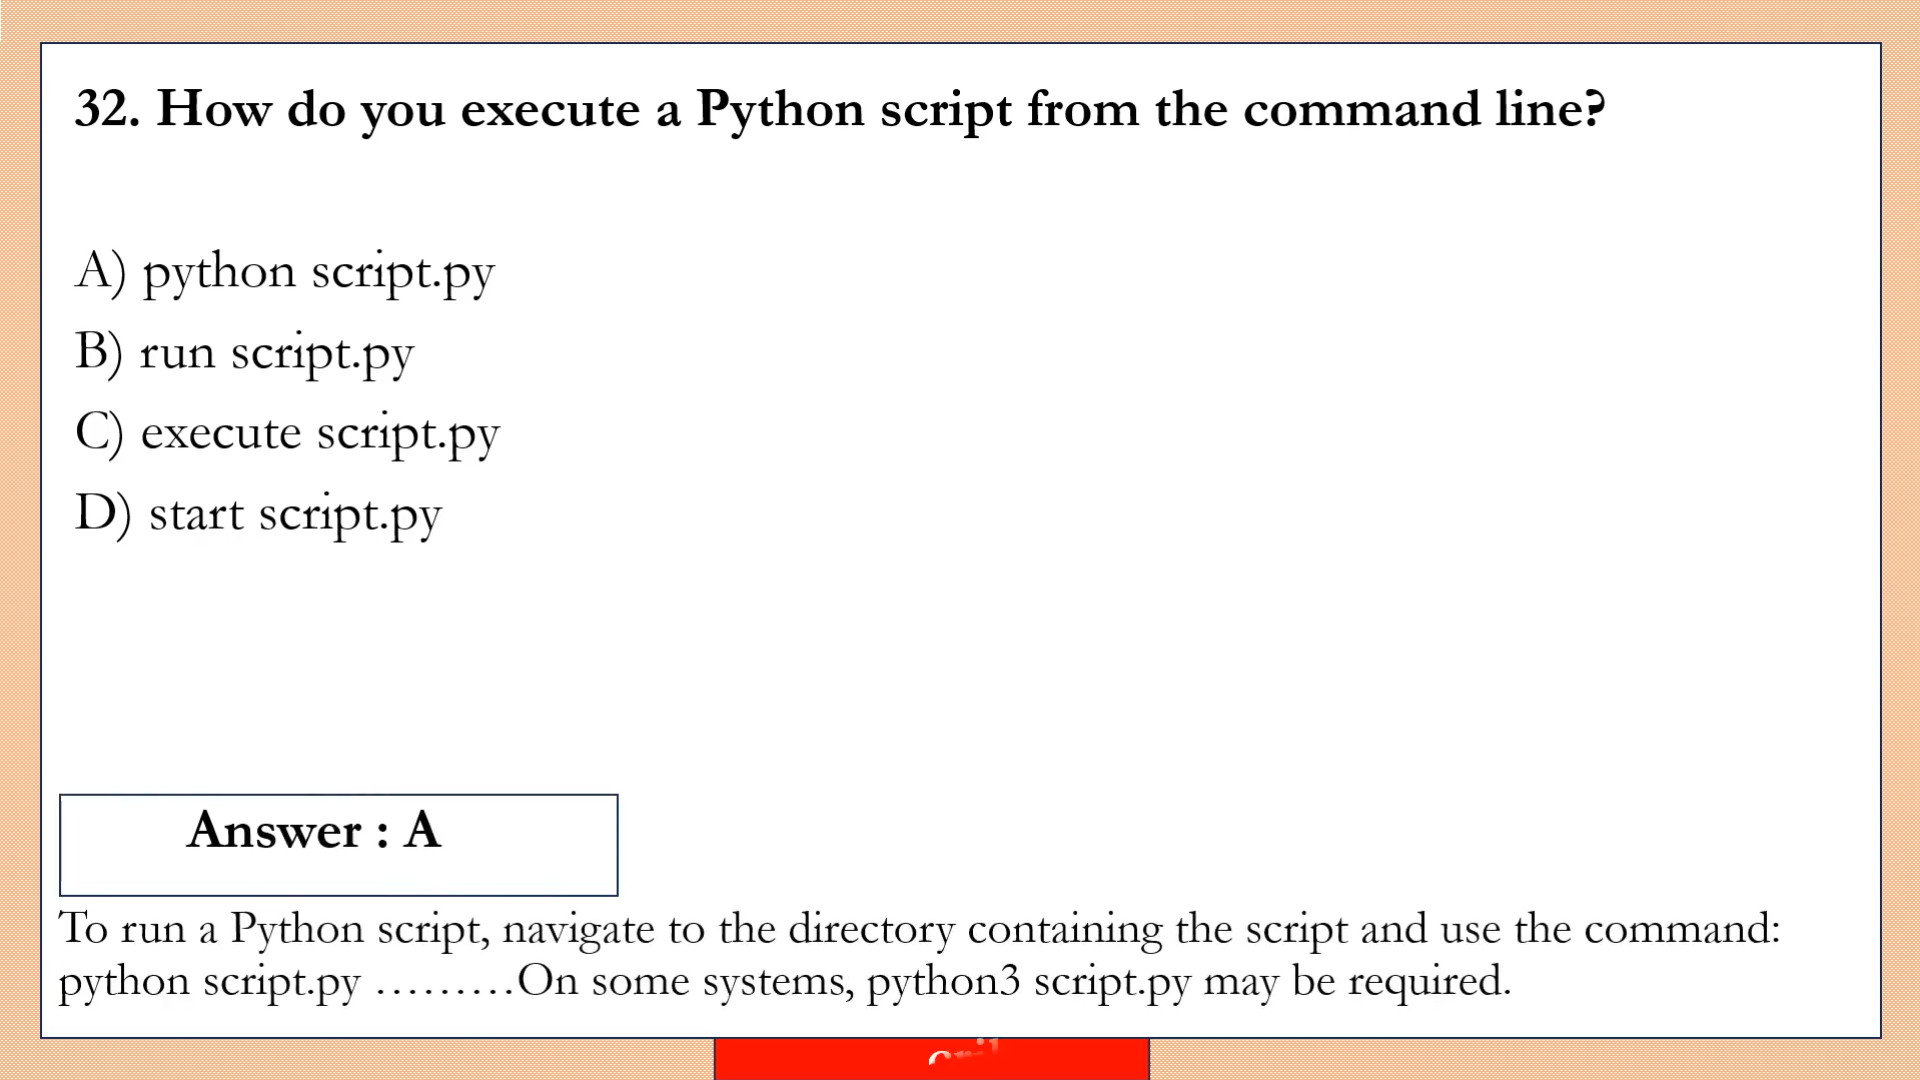 32. How do you execute a Python script from the command line?
A) python script.py
B) run script.py
C) execute script.py
D) start script.py
Answer : A
To run a Python script, navigate to the directory containing the script and use the command:
python script.py ………On some systems, python3 script.py may be required.